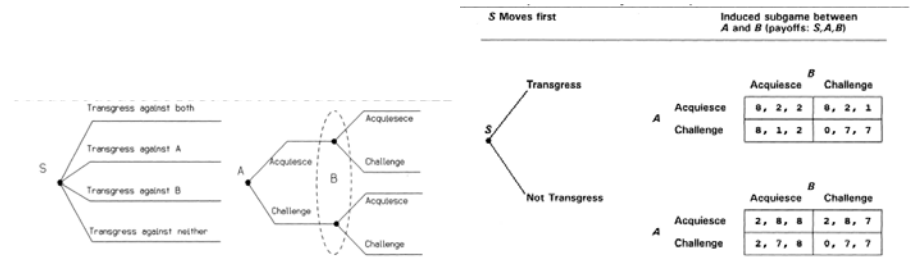 S Moves first
Induced subgame between
A and B (payoffs: S,A,B)
Transgress against both
Transgress against A
S
Transgress against B
Transgress against neither
Acquiesece
Acquiesce
Challenge
A
B
Challenge
Acquiesce
Challenge
Transgress
S
Not Transgress
B
Acquiesce Challenge
A
Acquiesce 8, 2, 2 8, 2, 1
Challenge 8, 1, 2 0, 7, 7
B
Acquiesce Challenge
A
Acquiesce 2, 8, 8 2, 8, 7
Challenge 2, 7, 8 0, 7, 7